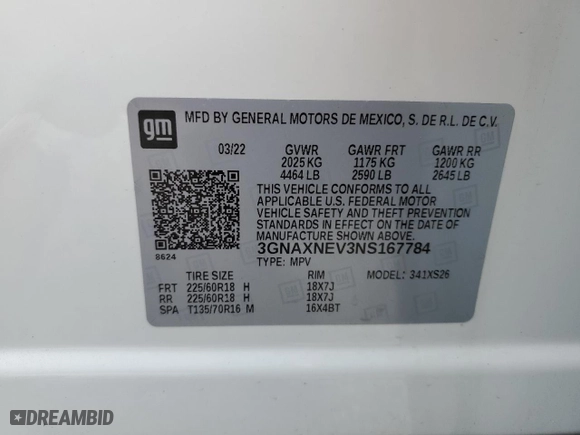 gm
MFD BY GENERAL MOTORS DE MEXICO, S. DE R.L. DE C.V.
03/22 GVWR GAWR FRT GAWR RR
2025 KG 1175 KG 1200 KG
4464 LB 2590 LB 2645 LB
THIS VEHICLE CONFORMS TO ALL
APPLICABLE U.S. FEDERAL MOTOR
VEHICLE SAFETY AND THEFT PREVENTION
STANDARDS IN EFFECT ON THE DATE OF
MANUFACTURE SHOWN ABOVE.
8624
3GNAXNEV3NS167784
TYPE: MPV
TIRE SIZE RIM MODEL: 341XS26
FRT 225/60R18 H 18X7J
RR 225/60R18 H 18X7J
SPA T135/70R16 M 16X4BT
DREAMBID